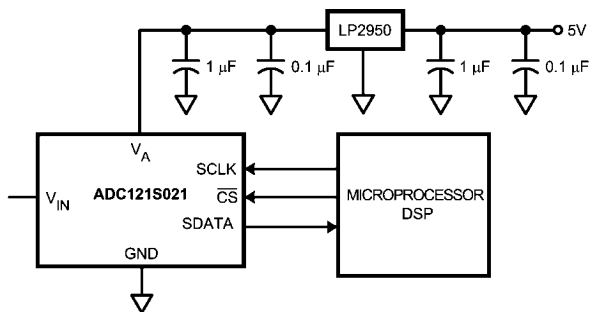 LP2950
5V
1 μF
0.1 μF
1 μF
0.1 μF
VA
SCLK
VIN
ADC121S021
CS
MICROPROCESSOR
DSP
SDATA
GND